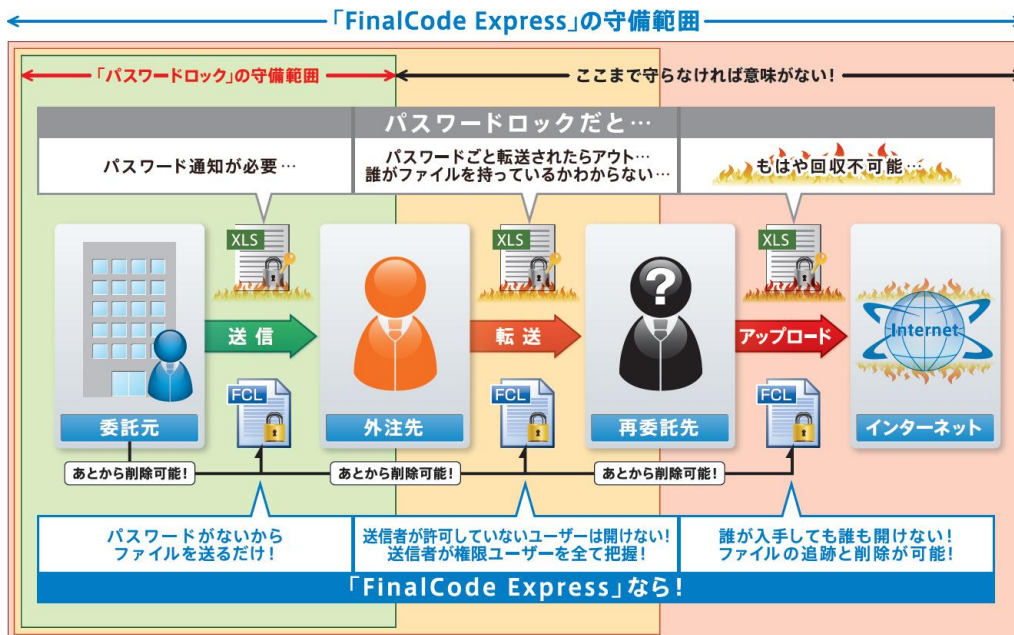 「FinalCode Express」の守備範囲
「パスワードロック」の守備範囲
ここまで守らなければ意味がない!
パスワードロックだと…
パスワード通知が必要…
パスワードごと転送されたらアウト…
誰がファイルを持っているかわからない…
もはや回収不可能…
XLS
XLS
XLS
送信
転送
?
アップロード
Internet
FCL
FCL
FCL
委託元
外注先
再委託先
インターネット
あとから削除可能!
あとから削除可能!
あとから削除可能!
パスワードがないから
ファイルを送るだけ!
送信者が許可していないユーザーは開けない!
送信者が権限ユーザーを全て把握!
誰が入手しても誰も開けない!
ファイルの追跡と削除が可能!
「FinalCode Express」なら!